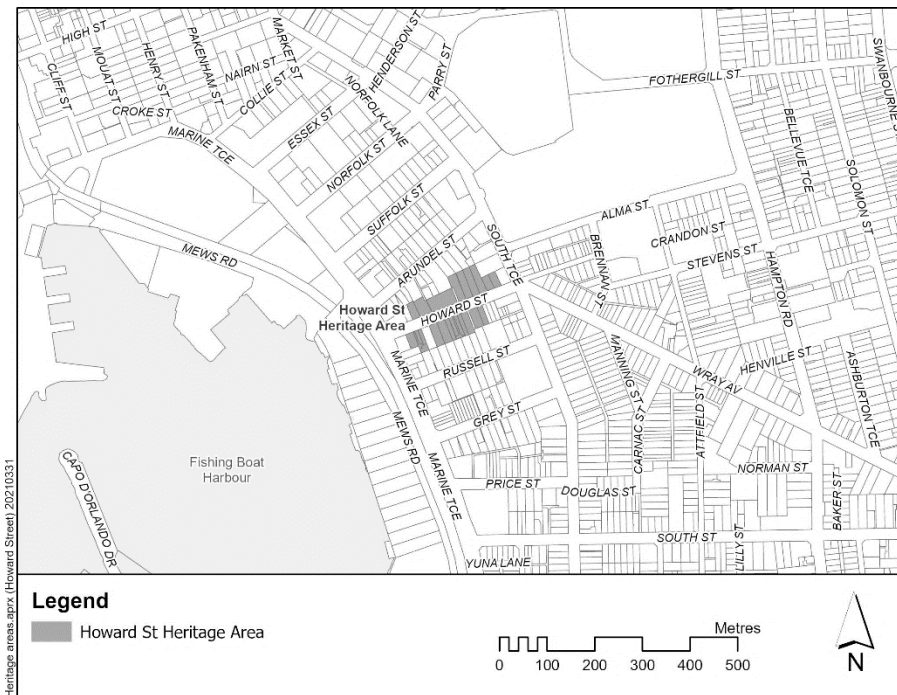 HIGH ST
CLIFF ST
MOUAT ST
HENRY ST
PAKENHAM ST
NAIRN ST
COLLIE ST
MARKET ST
HENDERSON ST
PARRY ST
NORFOLK LANE
CROKE ST
MARINE TCE
ESSEX ST
NORFOLK ST
SUFFOLK ST
ARUNDEL ST
SOUTH TCE
FOTHERGILL ST
SWANBOURNE ST
BELLEVUE TCE
SOLOMON ST
ALMA ST
CRANDON ST
BRENNAN ST
STEVENS ST
HAMPTON RD
MEWS RD
Howard St
Heritage Area
HOWARD ST
RUSSELL ST
MARINE TCE
MEWS RD
GREY ST
MANNING ST
CARNAC ST
ATTFIELD ST
WRAY AV
HENVILLE ST
ASHBURTON TCE
Fishing Boat
Harbour
CAPO D'ORLANDO DR
MARINE TCE
PRICE ST
DOUGLAS ST
NORMAN ST
BAKER ST
SOUTH ST
LILLY ST
YUNA LANE
Heritage areas.aprx (Howard Street) 20210331
Legend
Howard St Heritage Area
Metres
0 100 200 300 400 500
N